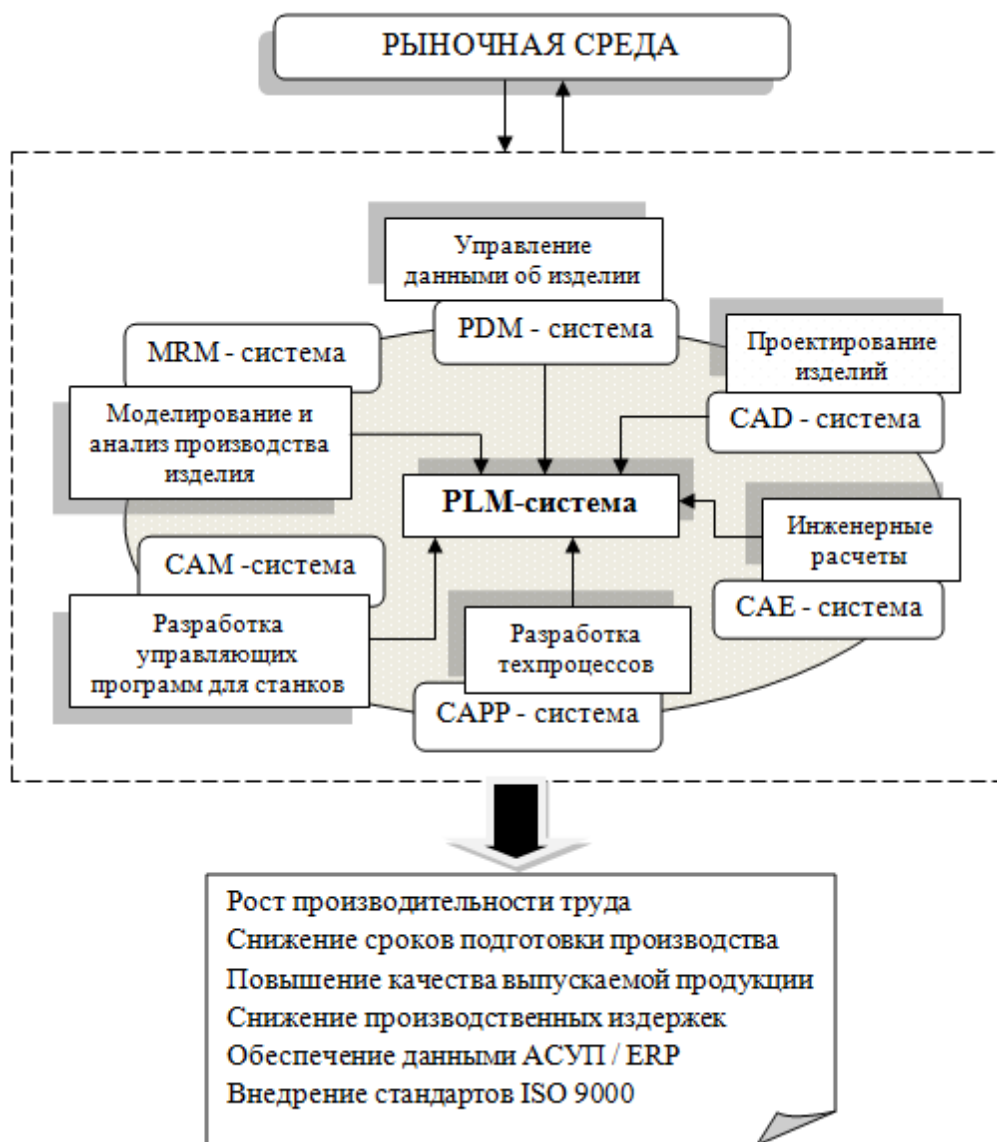 РЫНОЧНАЯ СРЕДА
Управление
данными об изделии
PDM - система
MRM - система
Моделирование и
анализ производства
изделия
Проектирование
изделий
CAD - система
PLM-система
Инженерные
расчеты
CAE - система
CAM -система
Разработка
управляющих
программ для станков
Разработка
техпроцессов
CAPP - система
Рост производительности труда
Снижение сроков подготовки производства
Повышение качества выпускаемой продукции
Снижение производственных издержек
Обеспечение данными АСУП / ERP
Внедрение стандартов ISO 9000